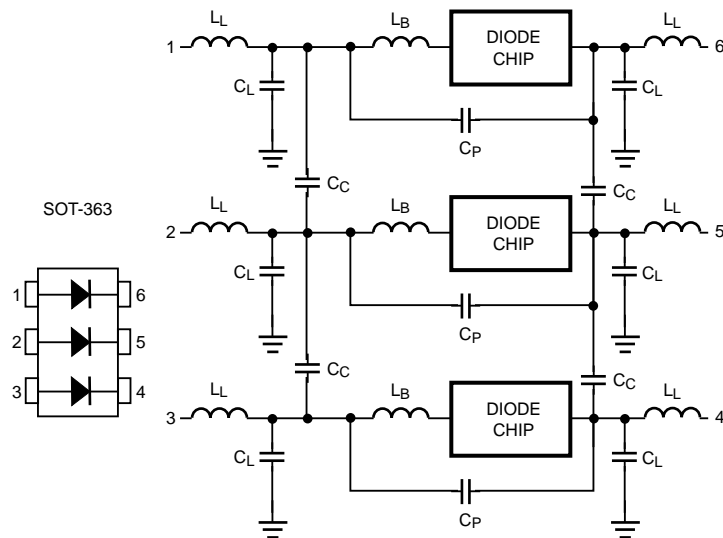 L_L L_B DIODE CHIP L_L
1 6
C_L C_L
C_P
C_C C_C
SOT-363
L_L L_B DIODE CHIP L_L
2 5
C_L C_L
C_P
1 6
2 5
3 4
C_C C_C
L_L L_B DIODE CHIP L_L
3 4
C_L C_L
C_P